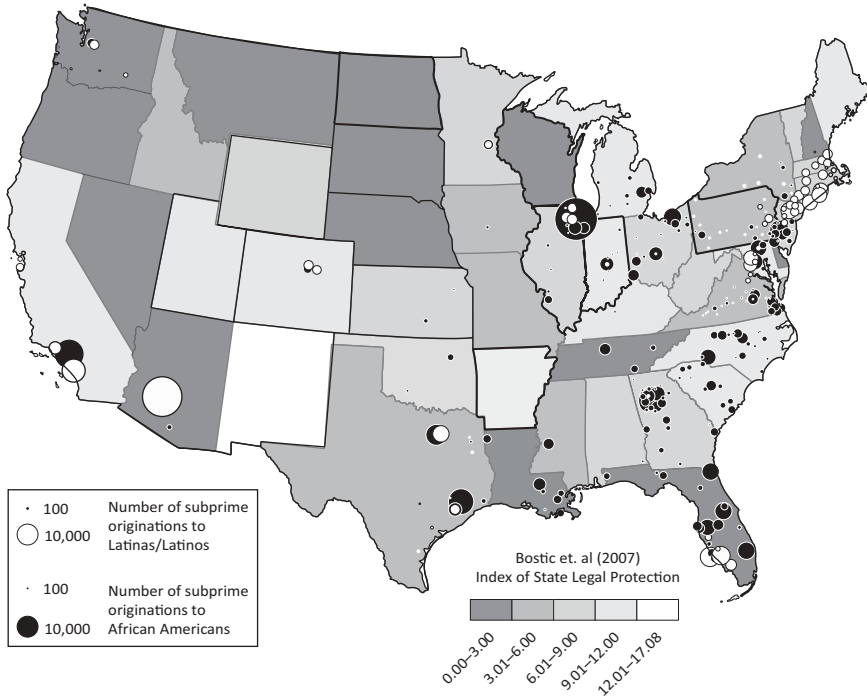 100
Number of subprime
originations to
10,000
Latinas/Latinos
100
Number of subprime
originations to
10,000
African Americans
Bostic et. al (2007)
Index of State Legal Protection
0.00–3.00
3.01–6.00
6.01–9.00
9.01–12.00
12.01–17.08